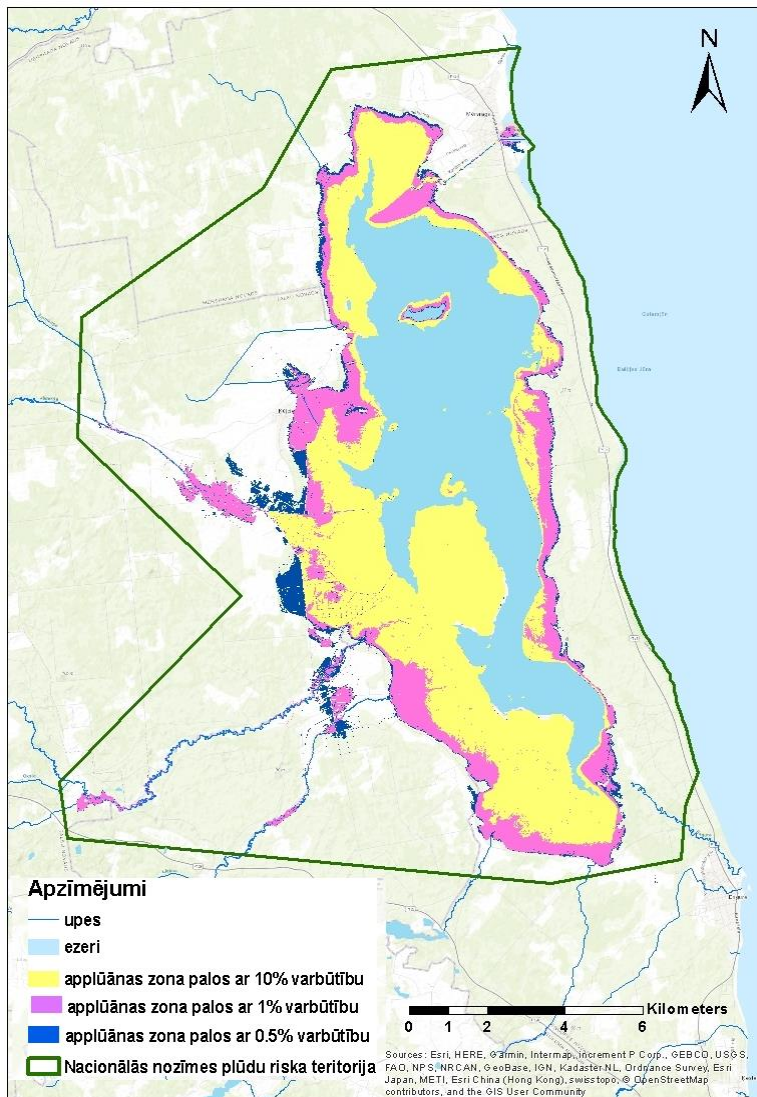 N
Mērsrags
Engure
Apzīmējumi
upes
ezeri
applūšanas zona palos ar 10% varbūtību
applūšanas zona palos ar 1% varbūtību
applūšanas zona palos ar 0.5% varbūtību
Nacionālās nozīmes plūdu riska teritorija
Kilometers
0 1 2 4 6
Sources: Esri, HERE, Garmin, Intermap, increment P Corp., GEBCO, USGS,
FAO, NPS, NRCAN, GeoBase, IGN, Kadaster NL, Ordnance Survey, Esri
Japan, METI, Esri China (Hong Kong), swisstopo, © OpenStreetMap
contributors, and the GIS User Community